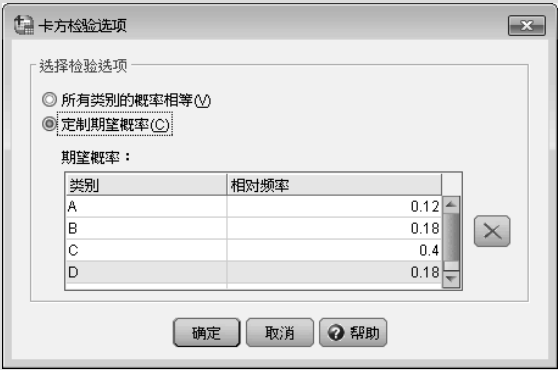 卡方检验选项
选择检验选项
所有类别的概率相等(V)
定制期望概率(C)
期望概率：
类别 相对频率
A 0.12
B 0.18
C 0.4
D 0.18
确定 取消 帮助